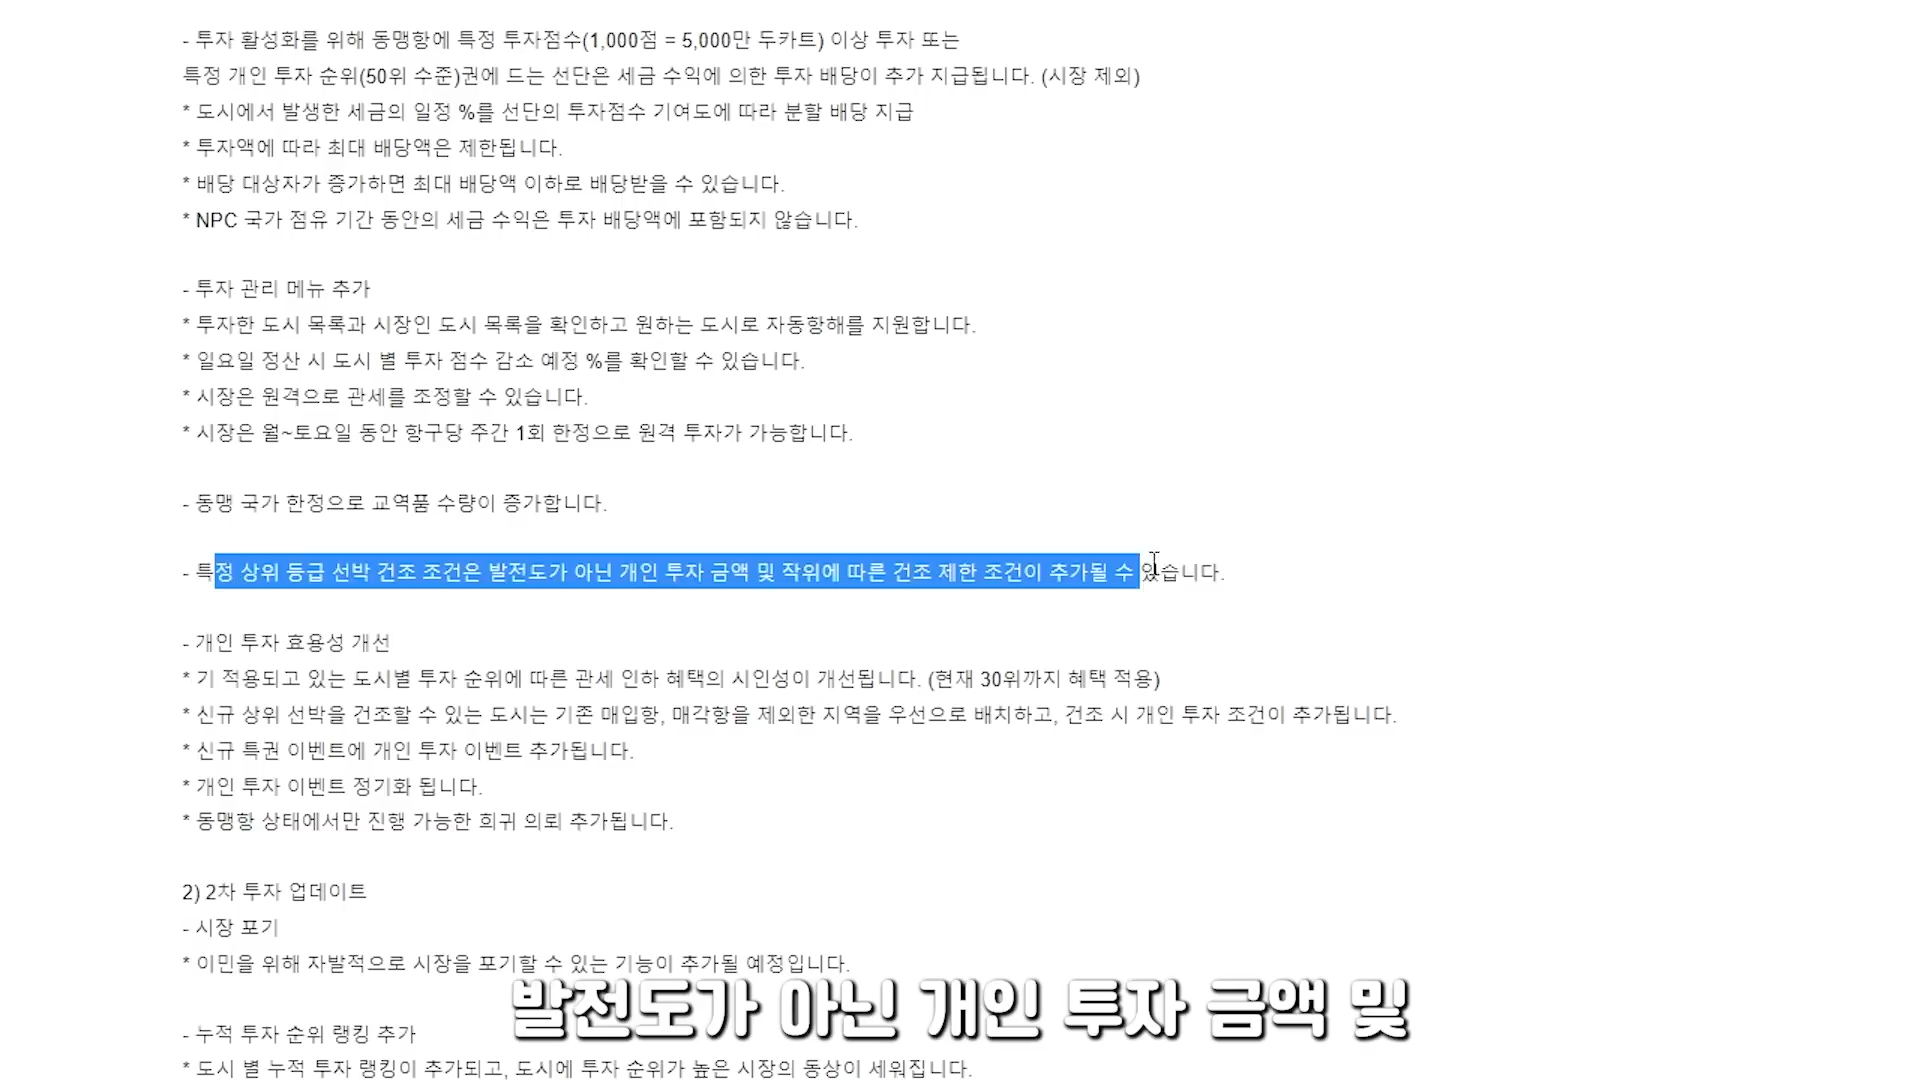 - 투자 활성화를 위해 동맹항에 특정 투자점수(1,000점 = 5,000만 두카트) 이상 투자 또는
특정 개인 투자 순위(50위 수준)권에 드는 선단은 세금 수익에 의한 투자 배당이 추가 지급됩니다. (시장 제외)
* 도시에서 발생한 세금의 일정 %를 선단의 투자점수 기여도에 따라 분할 배당 지급
* 투자액에 따라 최대 배당액은 제한됩니다.
* 배당 대상자가 증가하면 최대 배당액 이하로 배당받을 수 있습니다.
* NPC 국가 점유 기간 동안의 세금 수익은 투자 배당액에 포함되지 않습니다.
- 투자 관리 메뉴 추가
* 투자한 도시 목록과 시장인 도시 목록을 확인하고 원하는 도시로 자동항해를 지원합니다.
* 일요일 정산 시 도시 별 투자 점수 감소 예정 %를 확인할 수 있습니다.
* 시장은 원격으로 관세를 조정할 수 있습니다.
* 시장은 월~토요일 동안 항구당 주간 1회 한정으로 원격 투자가 가능합니다.
- 동맹 국가 한정으로 교역품 수량이 증가합니다.
- 특정 상위 등급 선박 건조 조건은 발전도가 아닌 개인 투자 금액 및 작위에 따른 건조 제한 조건이 추가될 수 있습니다.
- 개인 투자 효용성 개선
* 기 적용되고 있는 도시별 투자 순위에 따른 관세 인하 혜택의 시인성이 개선됩니다. (현재 30위까지 혜택 적용)
* 신규 상위 선박을 건조할 수 있는 도시는 기존 매입항, 매각항을 제외한 지역을 우선으로 배치하고, 건조 시 개인 투자 조건이 추가됩니다.
* 신규 특권 이벤트에 개인 투자 이벤트 추가됩니다.
* 개인 투자 이벤트 정기화 됩니다.
* 동맹항 상태에서만 진행 가능한 희귀 의뢰 추가됩니다.
2) 2차 투자 업데이트
- 시장 포기
* 이민을 위해 자발적으로 시장을 포기할 수 있는 기능이 추가될 예정입니다.
발전도가 아닌 개인 투자 금액 및
- 누적 투자 순위 랭킹 추가
* 도시 별 누적 투자 랭킹이 추가되고, 도시에 투자 순위가 높은 시장의 동상이 세워집니다.